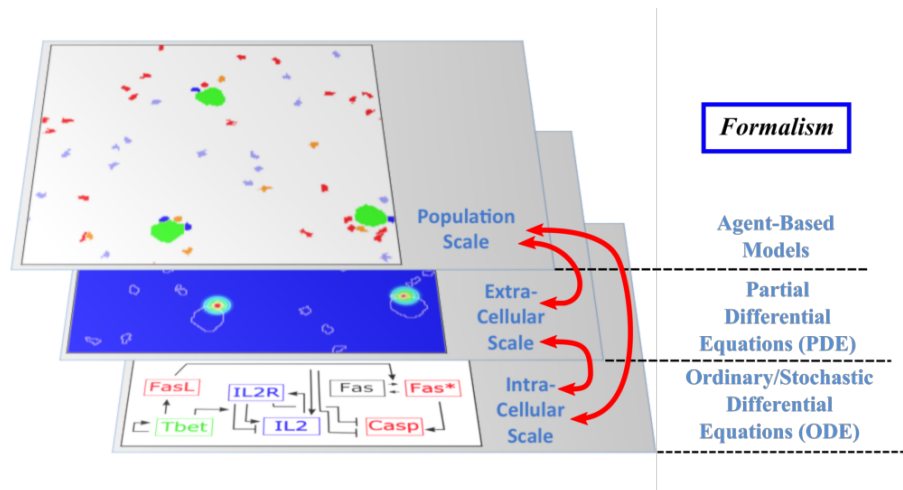 Formalism
Population
Scale
Agent-Based
Models
Extra-
Cellular
Scale
Partial
Differential
Equations (PDE)
Intra-
Cellular
Scale
Ordinary/Stochastic
Differential
Equations (ODE)
FasL
IL2R
Fas
Fas*
Tbet
IL2
Casp